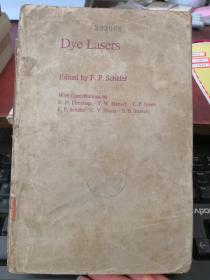 Dye Lasers
Edited by F. P. Schäfer
With Contributions by
K. H. Drexhage · T. W. Hänsch · E. P. Ippen
F. P. Schäfer · C. V. Shank · B. B. Snavely